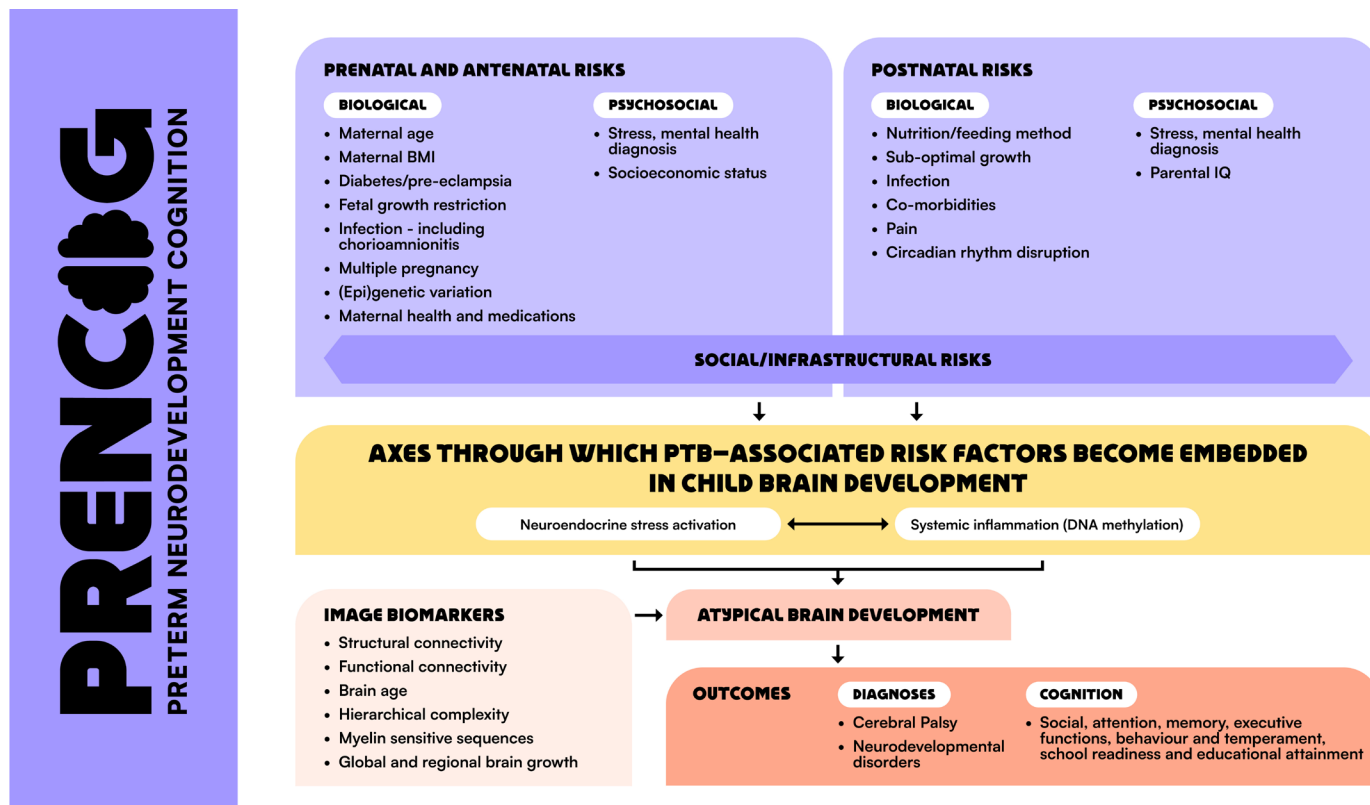 PRENCOG
PRETERM NEURODEVELOPMENT COGNITION
PRENATAL AND ANTENATAL RISKS
BIOLOGICAL
• Maternal age
• Maternal BMI
• Diabetes/pre-eclampsia
• Fetal growth restriction
• Infection - including
chorioamnionitis
• Multiple pregnancy
• (Epi)genetic variation
• Maternal health and medications
PSYCHOSOCIAL
• Stress, mental health
diagnosis
• Socioeconomic status
POSTNATAL RISKS
BIOLOGICAL
• Nutrition/feeding method
• Sub-optimal growth
• Infection
• Co-morbidities
• Pain
• Circadian rhythm disruption
PSYCHOSOCIAL
• Stress, mental health
diagnosis
• Parental IQ
SOCIAL/INFRASTRUCTURAL RISKS
AXES THROUGH WHICH PTB–ASSOCIATED RISK FACTORS BECOME EMBEDDED
IN CHILD BRAIN DEVELOPMENT
Neuroendocrine stress activation
Systemic inflammation (DNA methylation)
IMAGE BIOMARKERS
• Structural connectivity
• Functional connectivity
• Brain age
• Hierarchical complexity
• Myelin sensitive sequences
• Global and regional brain growth
ATYPICAL BRAIN DEVELOPMENT
OUTCOMES
DIAGNOSES
• Cerebral Palsy
• Neurodevelopmental
disorders
COGNITION
• Social, attention, memory, executive
functions, behaviour and temperament,
school readiness and educational attainment